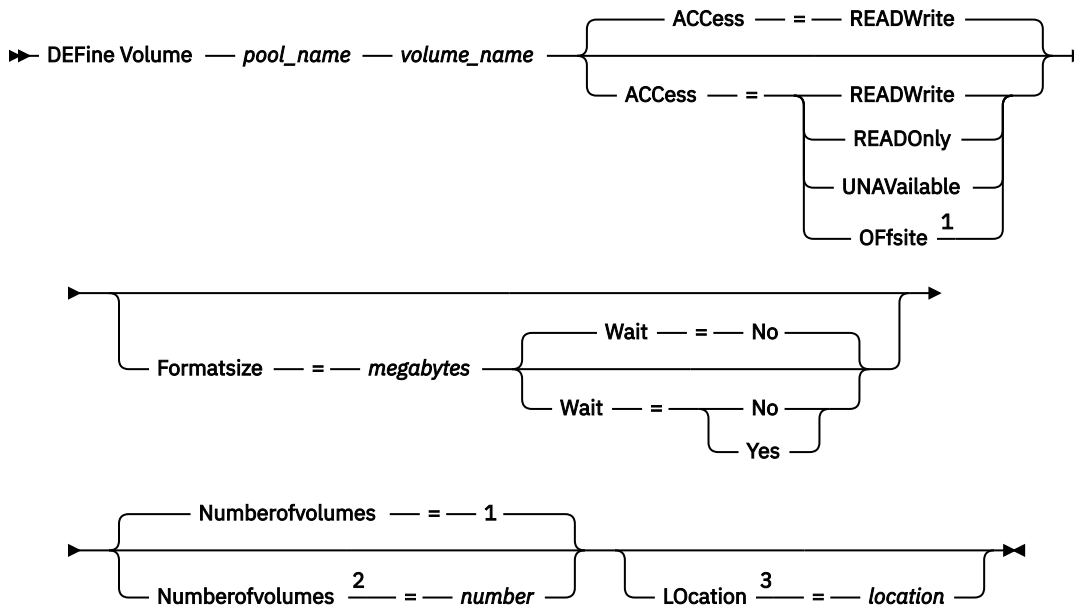 ACCess = READWrite
DEFine Volume pool_name volume_name
ACCess = READWrite
READOnly
UNAVailable
OFfsite 1
Wait = No
Formatsize = megabytes
Wait = No
Yes
Numberofvolumes = 1
Numberofvolumes 2 = number LOcation 3 = location